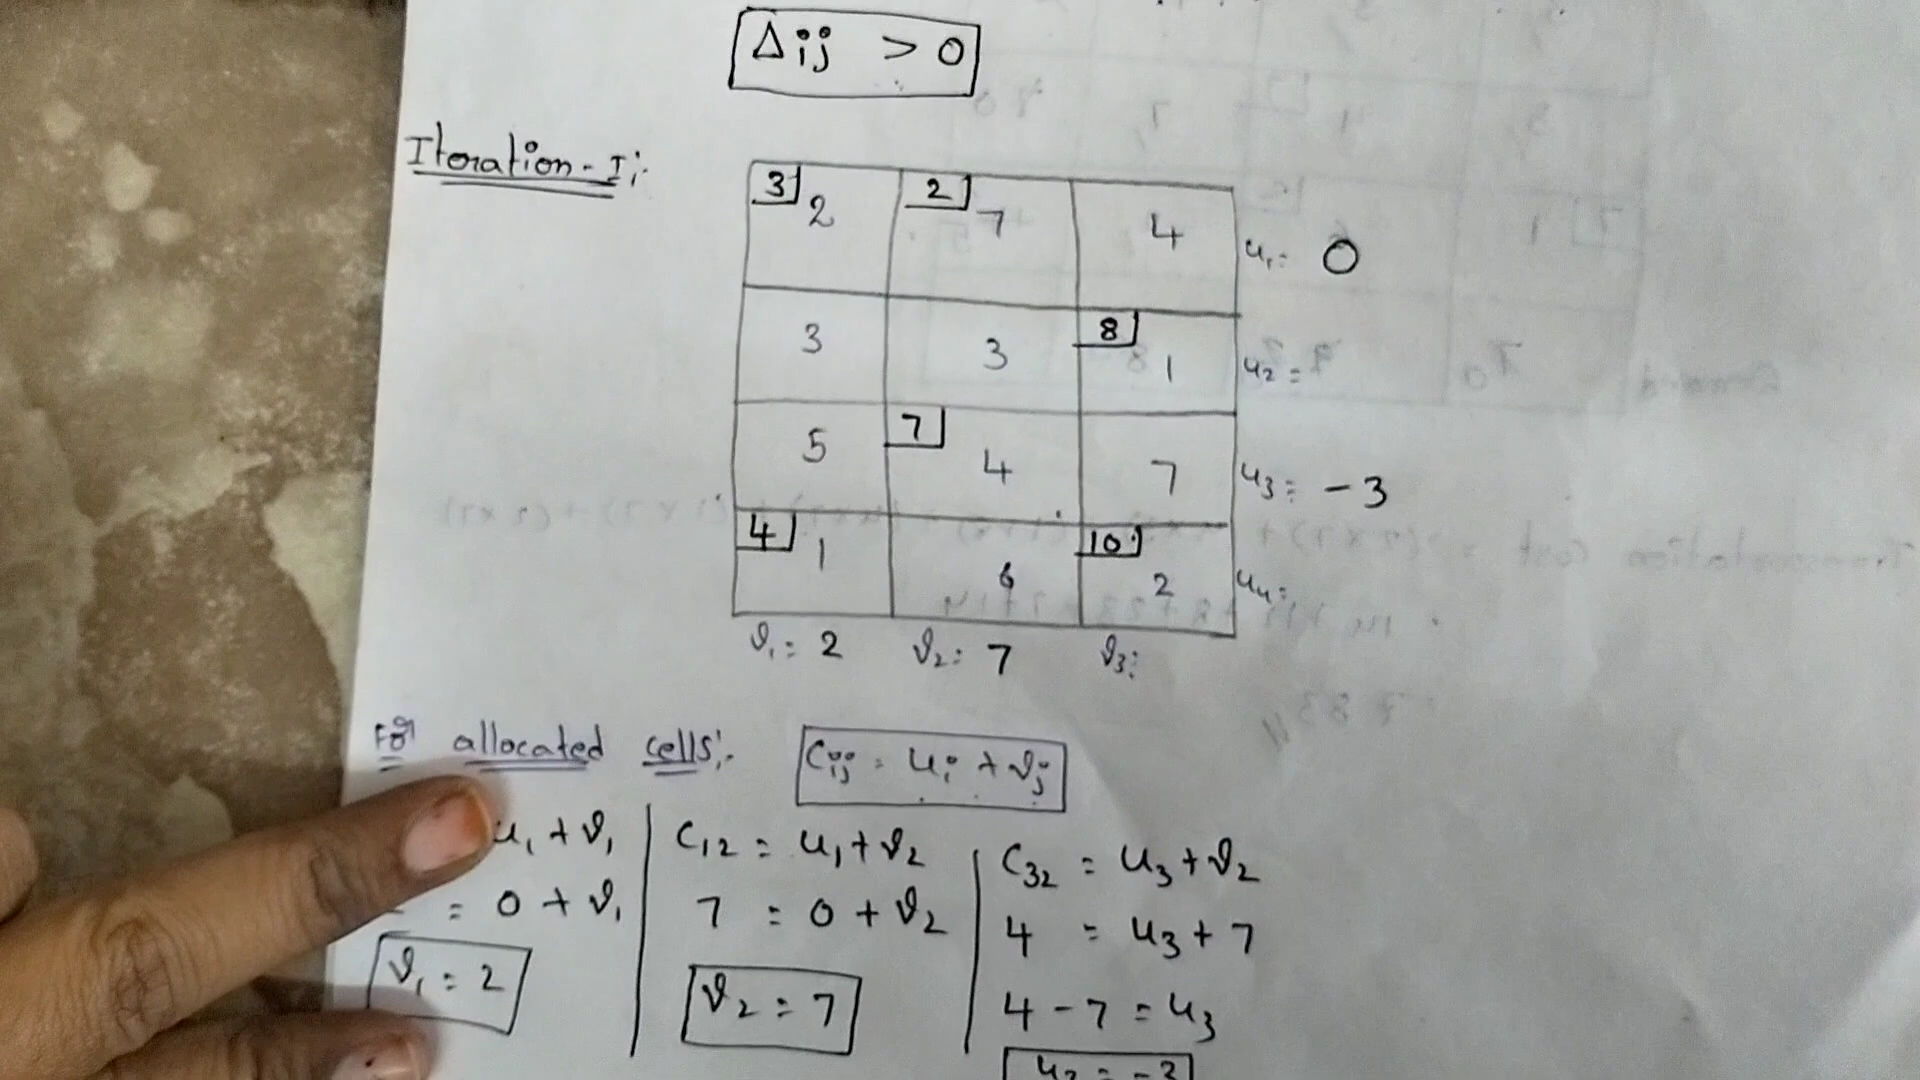 Δij > 0
Iteration-I:-
3 2 2 7 4 u₁= 0
3 3 8 1 u₂=
5 7 4 7 u₃= -3
4 1 6 10 2 u₄=
v₁= 2 v₂= 7 v₃=
For allocated cells:- Cij = ui + vj
u₁ + v₁ C₁₂ = u₁ + v₂ C₃₂ = u₃ + v₂
= 0 + v₁ 7 = 0 + v₂ 4 = u₃ + 7
v₁ = 2 v₂ = 7 4 - 7 = u₃
u₃ = -3